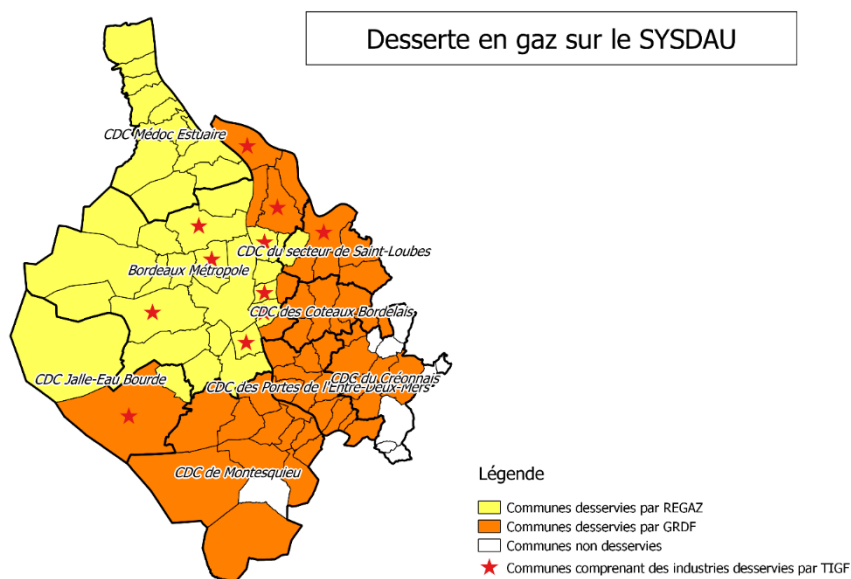 Desserte en gaz sur le SYSDAU
CDC Médoc Estuaire
CDC du secteur de Saint-Loubes
Bordeaux Métropole
CDC des Coteaux Bordelais
CDC Jalle-Eau Bourde
CDC des Portes de l'Entre-Deux-Mers
CDC du Créonnais
CDC de Montesquieu
Légende
Communes desservies par REGAZ
Communes desservies par GRDF
Communes non desservies
Communes comprenant des industries desservies par TIGF